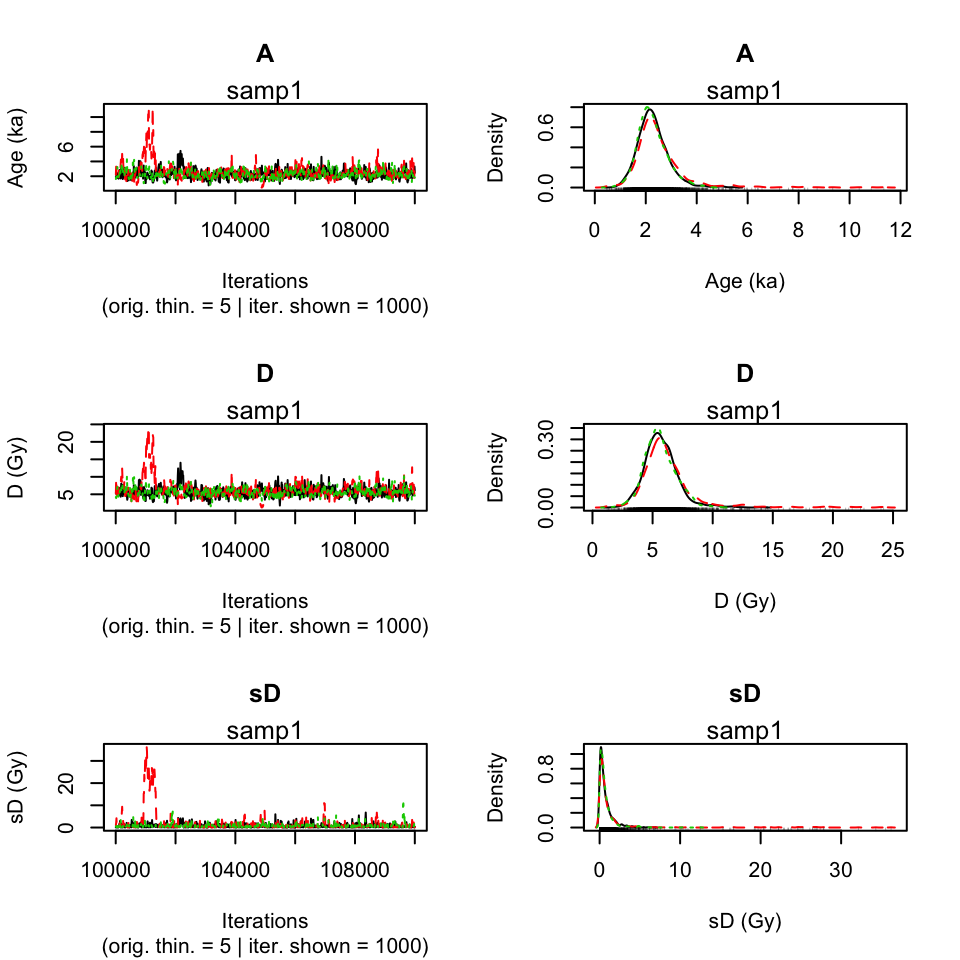 A
samp1
Age (ka)
6
2
100000 104000 108000
Iterations
(orig. thin. = 5 | iter. shown = 1000)
A
samp1
Density
0.6
0.0
0 2 4 6 8 10 12
Age (ka)
D
samp1
D (Gy)
20
5
100000 104000 108000
Iterations
(orig. thin. = 5 | iter. shown = 1000)
D
samp1
Density
0.30
0.00
0 5 10 15 20 25
D (Gy)
sD
samp1
sD (Gy)
20
0
100000 104000 108000
Iterations
(orig. thin. = 5 | iter. shown = 1000)
sD
samp1
Density
0.8
0.0
0 10 20 30
sD (Gy)